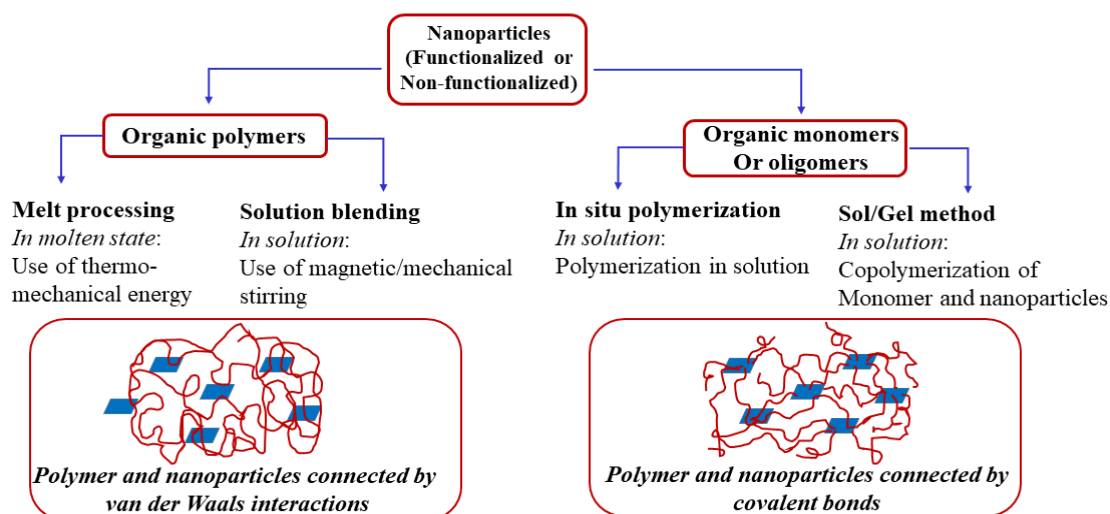 Nanoparticles
(Functionalized or
Non-functionalized)
Organic polymers
Organic monomers
Or oligomers
Melt processing
In molten state:
Use of thermo-
mechanical energy
Solution blending
In solution:
Use of magnetic/mechanical
stirring
In situ polymerization
In solution:
Polymerization in solution
Sol/Gel method
In solution:
Copolymerization of
Monomer and nanoparticles
Polymer and nanoparticles connected by
van der Waals interactions
Polymer and nanoparticles connected by
covalent bonds